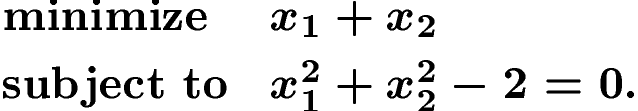 minimize x₁ + x₂
subject to x₁² + x₂² − 2 = 0.